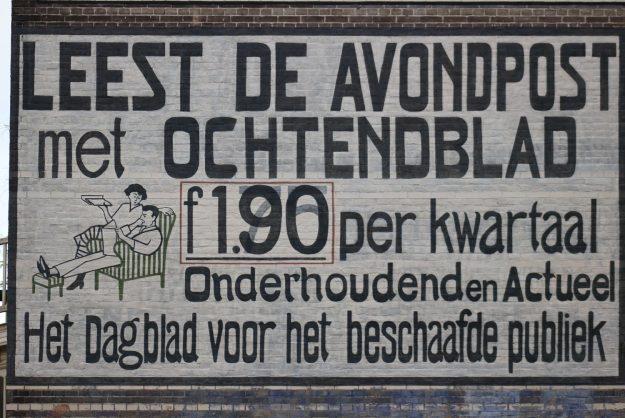 LEEST DE AVONDPOST
met OCHTENDBLAD
f 1.90 per kwartaal
Onderhoudend en Actueel
Het Dagblad voor het beschaafde publiek